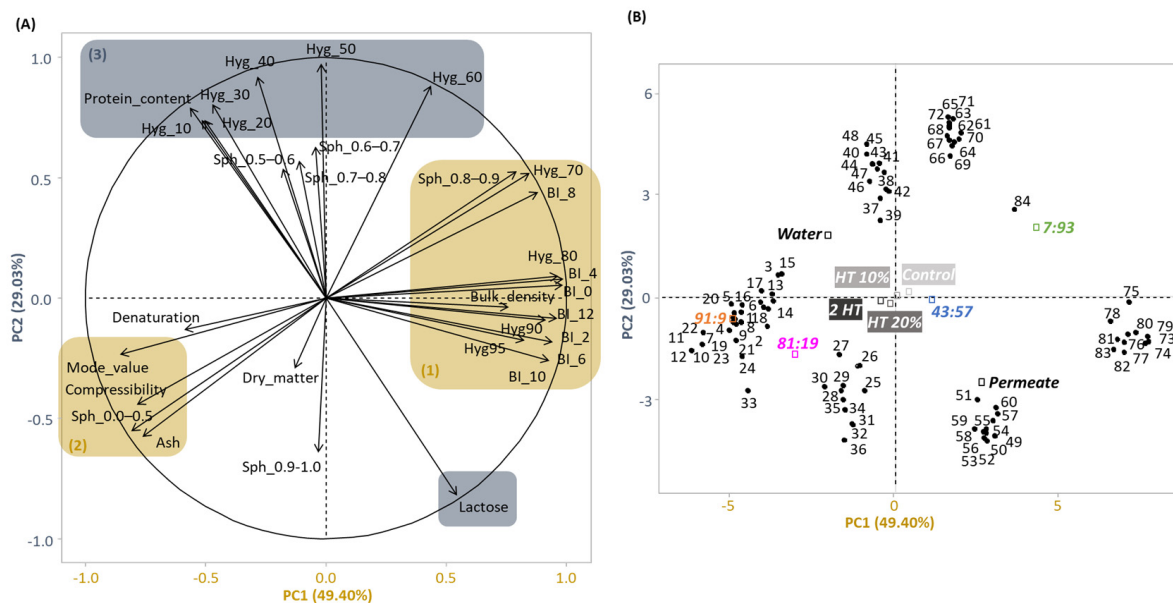 (A)
(3)
Hyg_50
Hyg_40
Hyg_60
Protein_content
Hyg_30
Hyg_10
Hyg_20
Sph_0.5–0.6
Sph_0.6–0.7
Sph_0.7–0.8
Sph_0.8–0.9
Hyg_70
BI_8
Hyg_80
BI_4
BI_0
Bulk_density
BI_12
Hyg90
BI_2
Hyg95
BI_6
BI_10
(1)
Denaturation
Mode_value
Compressibility
Sph_0.0–0.5
(2)
Ash
Dry_matter
Sph_0.9-1.0
Lactose
1.0
0.5
0.0
-0.5
-1.0
PC2 (29.03%)
-1.0
-0.5
0.0
0.5
1.0
PC1 (49.40%)
(B)
65 71
72 63
68 62 61
67 70
66 64
69
48 45
40 43 41
44
47 38
46 42
37
39
84
7:93
Water
3 15
17 13
HT 10%
Control
20 5 16
6
14
91:9
1 18
2 HT
HT 20%
43:57
22 7 4 8
11 19 9 2
12 10 23 21
24
33
81:19
27
26
30 29
28
25
35 34
31
32
36
75
78
80
79
81
76 73
83
74
77
82
Permeate
51
60
57
59 55
54
58
49
56 50
53 52
6
3
0
-3
PC2 (29.03%)
-5
0
5
PC1 (49.40%)